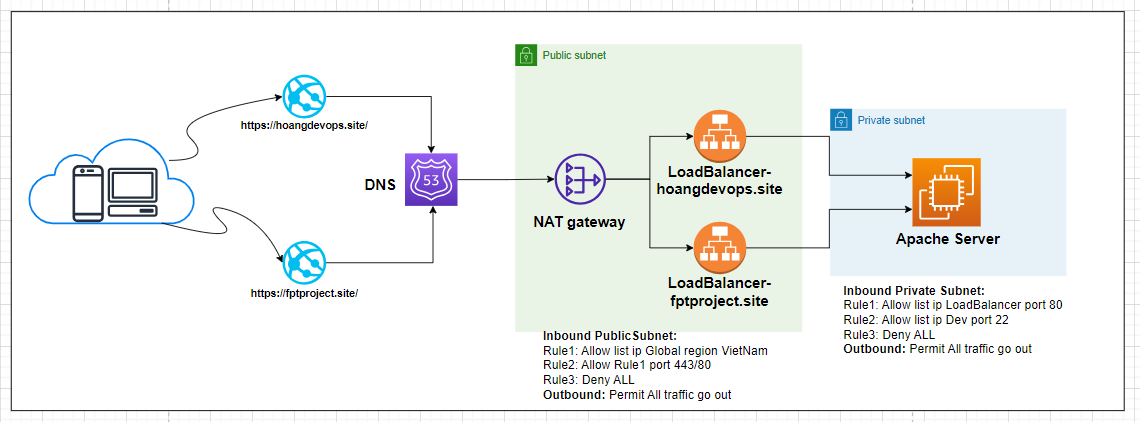 https://hoangdevops.site/
DNS
53
https://fptproject.site/
Public subnet
NAT gateway
LoadBalancer-
hoangdevops.site
LoadBalancer-
fptproject.site
Inbound PublicSubnet:
Rule1: Allow list ip Global region VietNam
Rule2: Allow Rule1 port 443/80
Rule3: Deny ALL
Outbound: Permit All traffic go out
Private subnet
Apache Server
Inbound Private Subnet:
Rule1: Allow list ip LoadBalancer port 80
Rule2: Allow list ip Dev port 22
Rule3: Deny ALL
Outbound: Permit All traffic go out